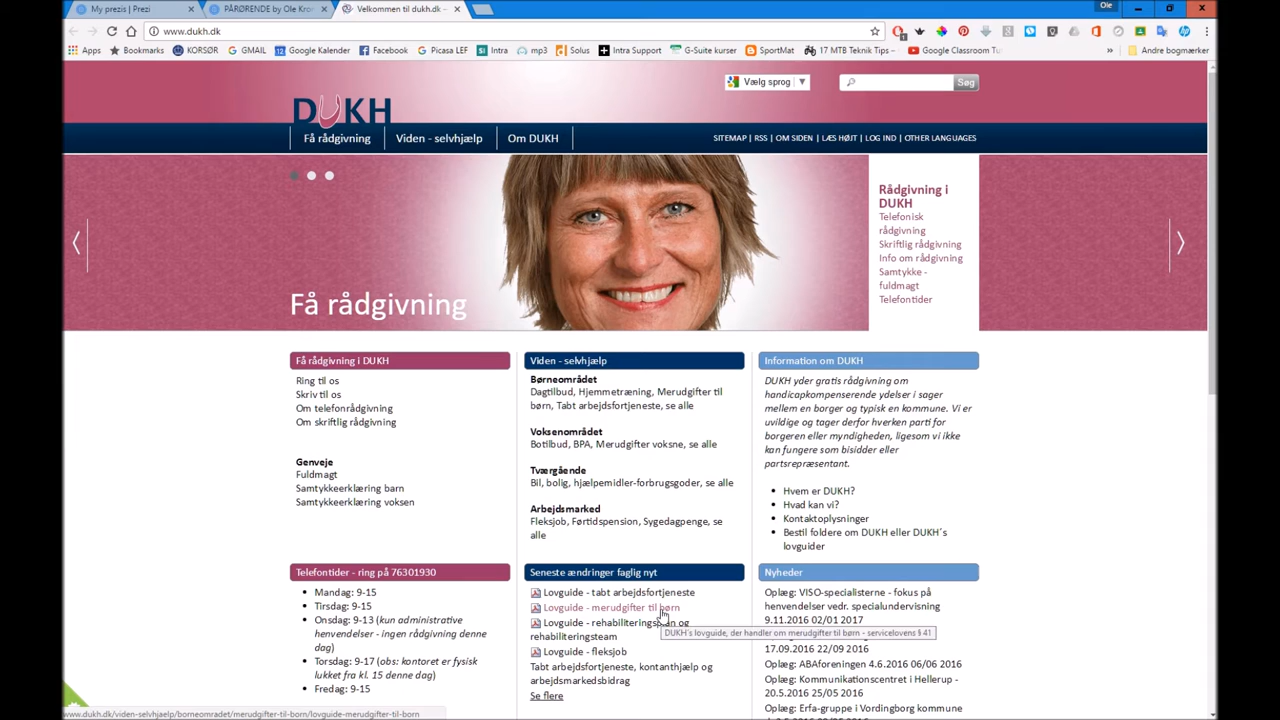 My prezis | Prezi
PÅRØRENDE by Ole Kro
Velkommen til dukh.dk -
Ole
www.dukh.dk
Apps
Bookmarks
KORSØR
GMAIL
Google Kalender
Facebook
Picasa LEF
Intra
mp3
Solus
Intra Support
G-Suite kurser
SportMat
17 MTB Teknik Tips -
Google Classroom Tu
»
Andre bogmærker
Vælg sprog
Søg
DUKH
Få rådgivning
Viden - selvhjælp
Om DUKH
SITEMAP | RSS | OM SIDEN | LÆS HØJT | LOG IND | OTHER LANGUAGES
Rådgivning i
DUKH
Telefonisk
rådgivning
Skriftlig rådgivning
Info om rådgivning
Samtykke -
fuldmagt
Telefontider
Få rådgivning
Få rådgivning i DUKH
Ring til os
Skriv til os
Om telefonrådgivning
Om skriftlig rådgivning
Genveje
Fuldmagt
Samtykkeerklæring barn
Samtykkeerklæring voksen
Viden - selvhjælp
Børneområdet
Dagtilbud, Hjemmetræning, Merudgifter til
børn, Tabt arbejdsfortjeneste, se alle
Voksenområdet
Botilbud, BPA, Merudgifter voksne, se alle
Tværgående
Bil, bolig, hjælpemidler-forbrugsgoder, se alle
Arbejdsmarked
Fleksjob, Førtidspension, Sygedagpenge, se
alle
Information om DUKH
DUKH yder gratis rådgivning om
handicapkompenserende ydelser i sager
mellem en borger og typisk en kommune. Vi er
uvildige og tager derfor hverken parti for
borgeren eller myndigheden, ligesom vi ikke
kan fungere som bisidder eller
partsrepræsentant.
Hvem er DUKH?
Hvad kan vi?
Kontaktoplysninger
Bestil foldere om DUKH eller DUKH´s
lovguider
Telefontider - ring på 76301930
Mandag: 9-15
Tirsdag: 9-15
Onsdag: 9-13 (kun administrative
henvendelser - ingen rådgivning denne
dag)
Torsdag: 9-17 (obs: kontoret er fysisk
lukket fra kl. 15 denne dag)
Fredag: 9-15
Seneste ændringer faglig nyt
Lovguide - tabt arbejdsfortjeneste
Lovguide - merudgifter til børn
Lovguide - rehabiliteringsplan og
rehabiliteringsteam
DUKH´s lovguide, der handler om merudgifter til børn - servicelovens § 41
Lovguide - fleksjob
Tabt arbejdsfortjeneste, kontanthjælp og
arbejdsmarkedsbidrag
Se flere
Nyheder
Oplæg: VISO-specialisterne - fokus på
henvendelser vedr. specialundervisning
9.11.2016 02/01 2017
17.09.2016 22/09 2016
Oplæg: ABAforeningen 4.6.2016 06/06 2016
Oplæg: Kommunikationscentret i Hellerup -
20.5.2016 25/05 2016
Oplæg: Erfa-gruppe i Vordingborg kommune
www.dukh.dk/viden-selvhjaelp/borneomradet/merudgifter-til-born/lovguide-merudgifter-til-born